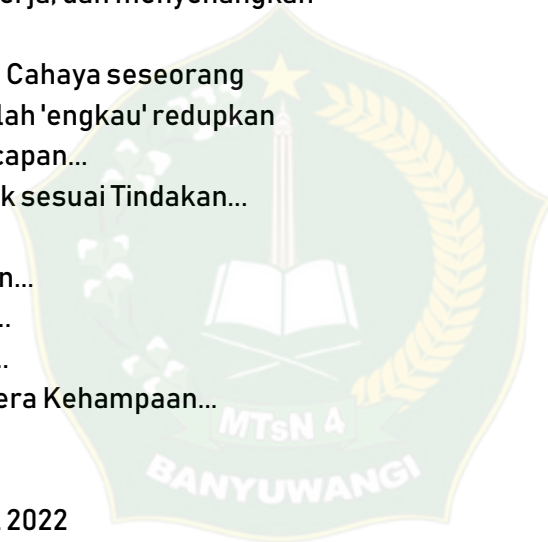 erja, dan menyenangkan
Cahaya seseorang
lah 'engkau' redupkan
capan...
k sesuai Tindakan...
n...
..
..
era Kehampaan...
MTsN 4
BANYUWANGI
2022